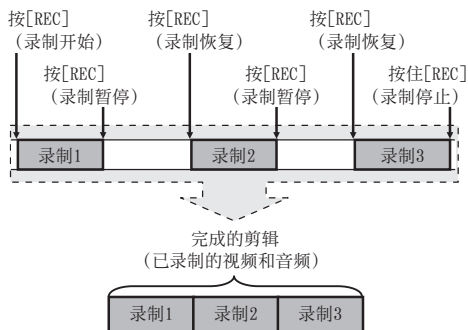 按[REC]
(录制开始)
按[REC]
(录制恢复)
按[REC]
(录制恢复)
按[REC]
(录制暂停)
按[REC]
(录制暂停)
按住[REC]
(录制停止)
录制1
录制2
录制3
完成的剪辑
(已录制的视频和音频)
录制1
录制2
录制3